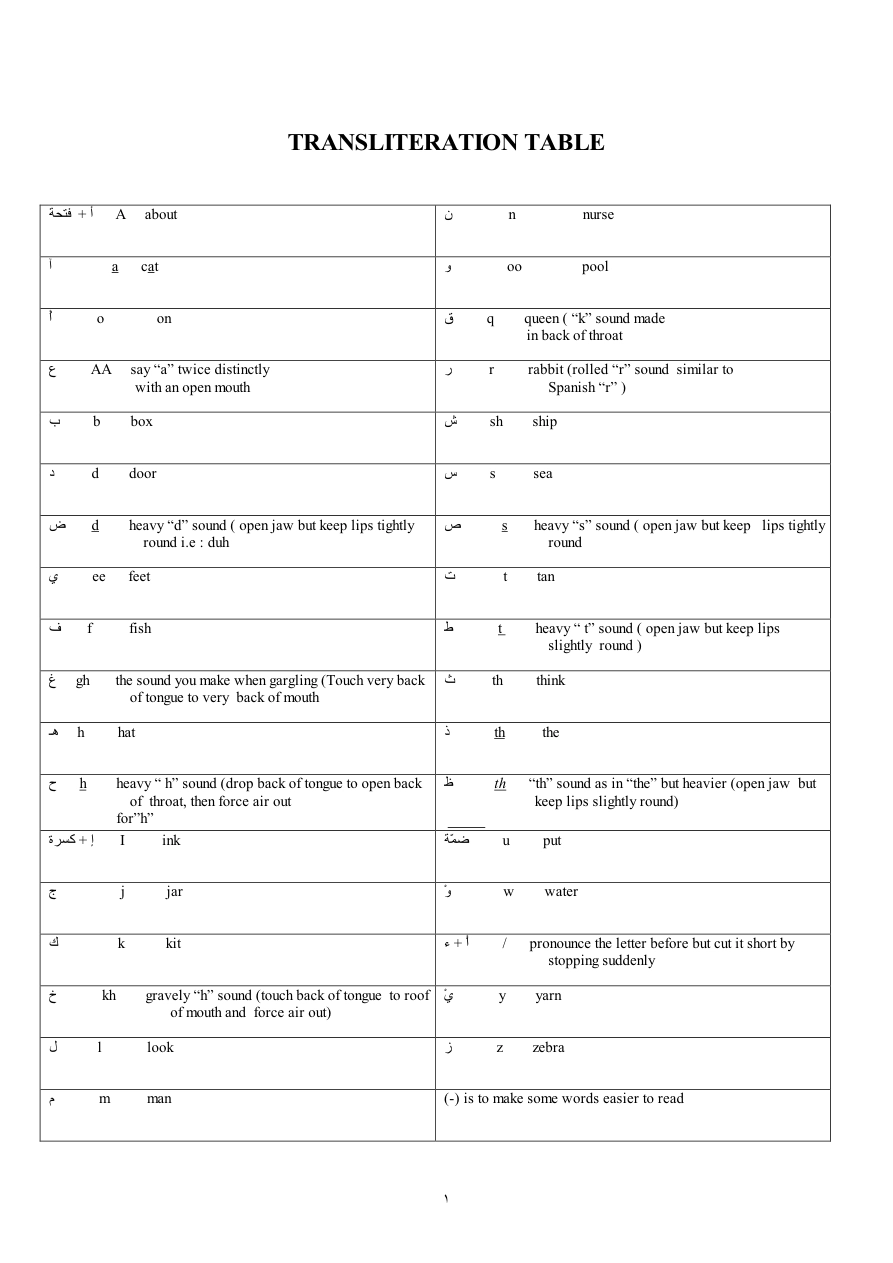 TRANSLITERATION TABLE
أ + فتحة A about
آ a cat
أ o on
ع AA say “a” twice distinctly
with an open mouth
ب b box
د d door
ض d heavy “d” sound ( open jaw but keep lips tightly
round i.e : duh
ي ee feet
ف f fish
غ gh the sound you make when gargling (Touch very back
of tongue to very back of mouth
هـ h hat
ح h heavy “ h” sound (drop back of tongue to open back
of throat, then force air out
for”h”
إ + كسرة I ink
ج j jar
ك k kit
خ kh gravely “h” sound (touch back of tongue to roof
of mouth and force air out)
ل l look
م m man
ن n nurse
و oo pool
ق q queen ( “k” sound made
in back of throat
ر r rabbit (rolled “r” sound similar to
Spanish “r” )
ش sh ship
س s sea
ص s heavy “s” sound ( open jaw but keep lips tightly
round
ت t tan
ط t heavy “ t” sound ( open jaw but keep lips
slightly round )
ث th think
ذ th the
ظ th “th” sound as in “the” but heavier (open jaw but
keep lips slightly round)
ضمّة u put
وْ w water
أ + ء / pronounce the letter before but cut it short by
stopping suddenly
يْ y yarn
ز z zebra
(-) is to make some words easier to read
١